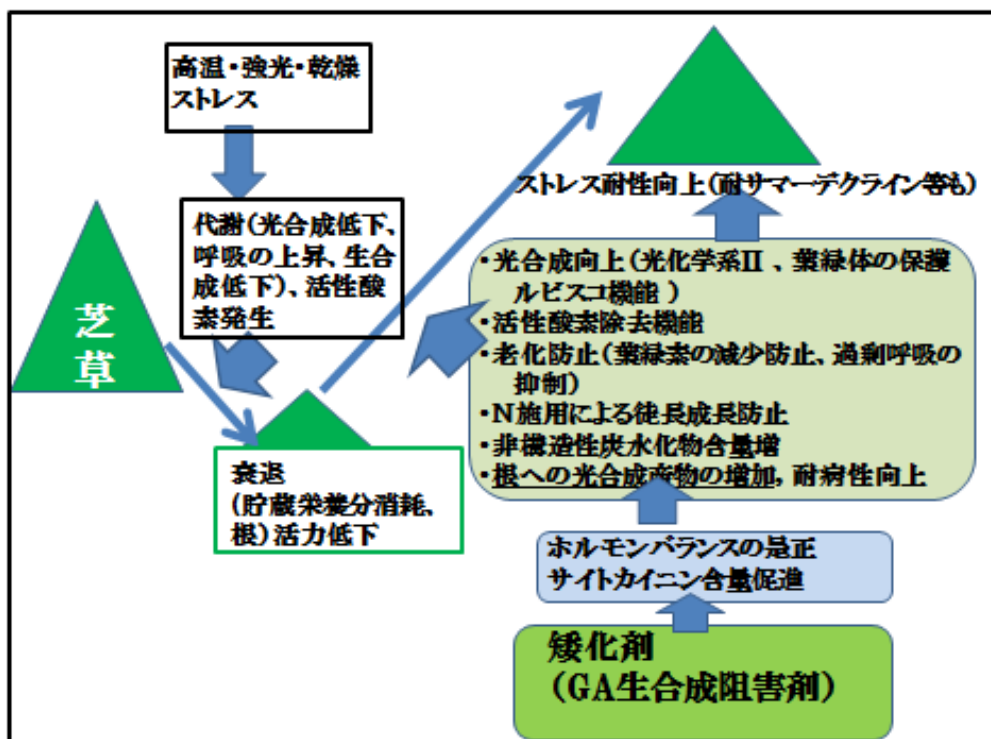 高温・強光・乾燥
ストレス
代謝(光合成低下、
呼吸の上昇、生合
成低下)、活性酸
素発生
芝
草
衰退
(貯蔵栄養分消耗、
根)活力低下
ストレス耐性向上(耐サマーデクライン等も)
・光合成向上(光化学系Ⅱ、葉緑体の保護
ルビスコ機能)
・活性酸素除去機能
・老化防止(葉緑素の減少防止、過剰呼吸の
抑制)
・N施用による徒長成長防止
・非構造性炭水化物含量増
・根への光合成産物の増加,耐病性向上
ホルモンバランスの是正
サイトカイニン含量促進
矮化剤
(GA生合成阻害剤)